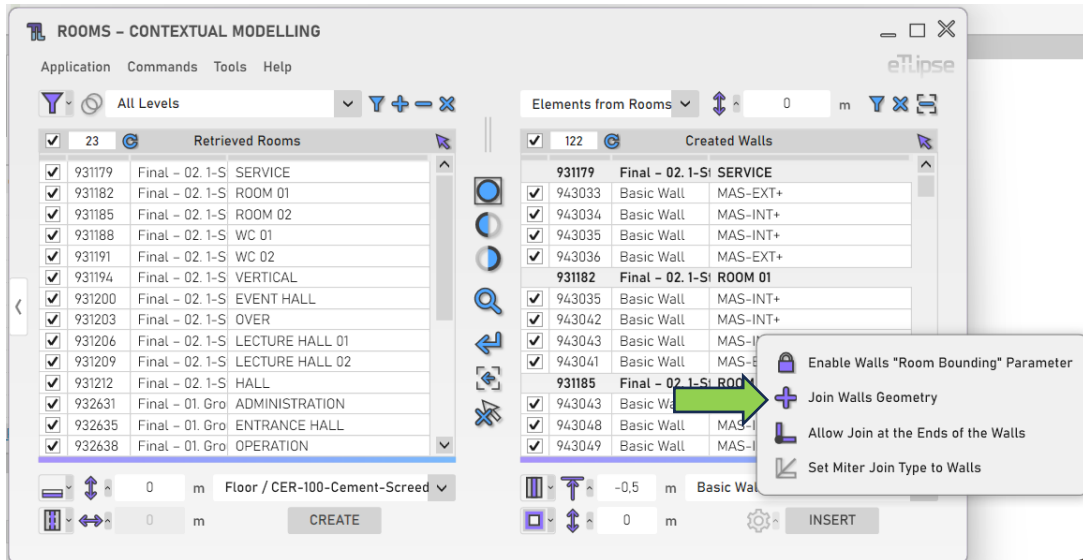 ROOMS – CONTEXTUAL MODELLING
Application Commands Tools Help
eTLipse
All Levels
Elements from Rooms 0 m
23 Retrieved Rooms
931179 Final – 02. 1-S SERVICE
931182 Final – 02. 1-S ROOM 01
931185 Final – 02. 1-S ROOM 02
931188 Final – 02. 1-S WC 01
931191 Final – 02. 1-S WC 02
931194 Final – 02. 1-S VERTICAL
931200 Final – 02. 1-S EVENT HALL
931203 Final – 02. 1-S OVER
931206 Final – 02. 1-S LECTURE HALL 01
931209 Final – 02. 1-S LECTURE HALL 02
931212 Final – 02. 1-S HALL
932631 Final – 01. Gro ADMINISTRATION
932635 Final – 01. Gro ENTRANCE HALL
932638 Final – 01. Gro OPERATION
122 Created Walls
931179 Final – 02. 1-St SERVICE
943033 Basic Wall MAS-EXT+
943034 Basic Wall MAS-INT+
943035 Basic Wall MAS-INT+
943036 Basic Wall MAS-EXT+
931182 Final – 02. 1-St ROOM 01
943035 Basic Wall MAS-INT+
943042 Basic Wall MAS-INT+
943043 Basic Wall MAS-I
943041 Basic Wall MAS-E
931185 Final – 02. 1-St ROOM
943043 Basic Wa
943048 Basic Wall MAS-I
943049 Basic Wall MAS-I
Enable Walls "Room Bounding" Parameter
Join Walls Geometry
Allow Join at the Ends of the Walls
Set Miter Join Type to Walls
0 m Floor / CER-100-Cement-Screed
0 m CREATE
-0,5 m Basic Wal
0 m INSERT